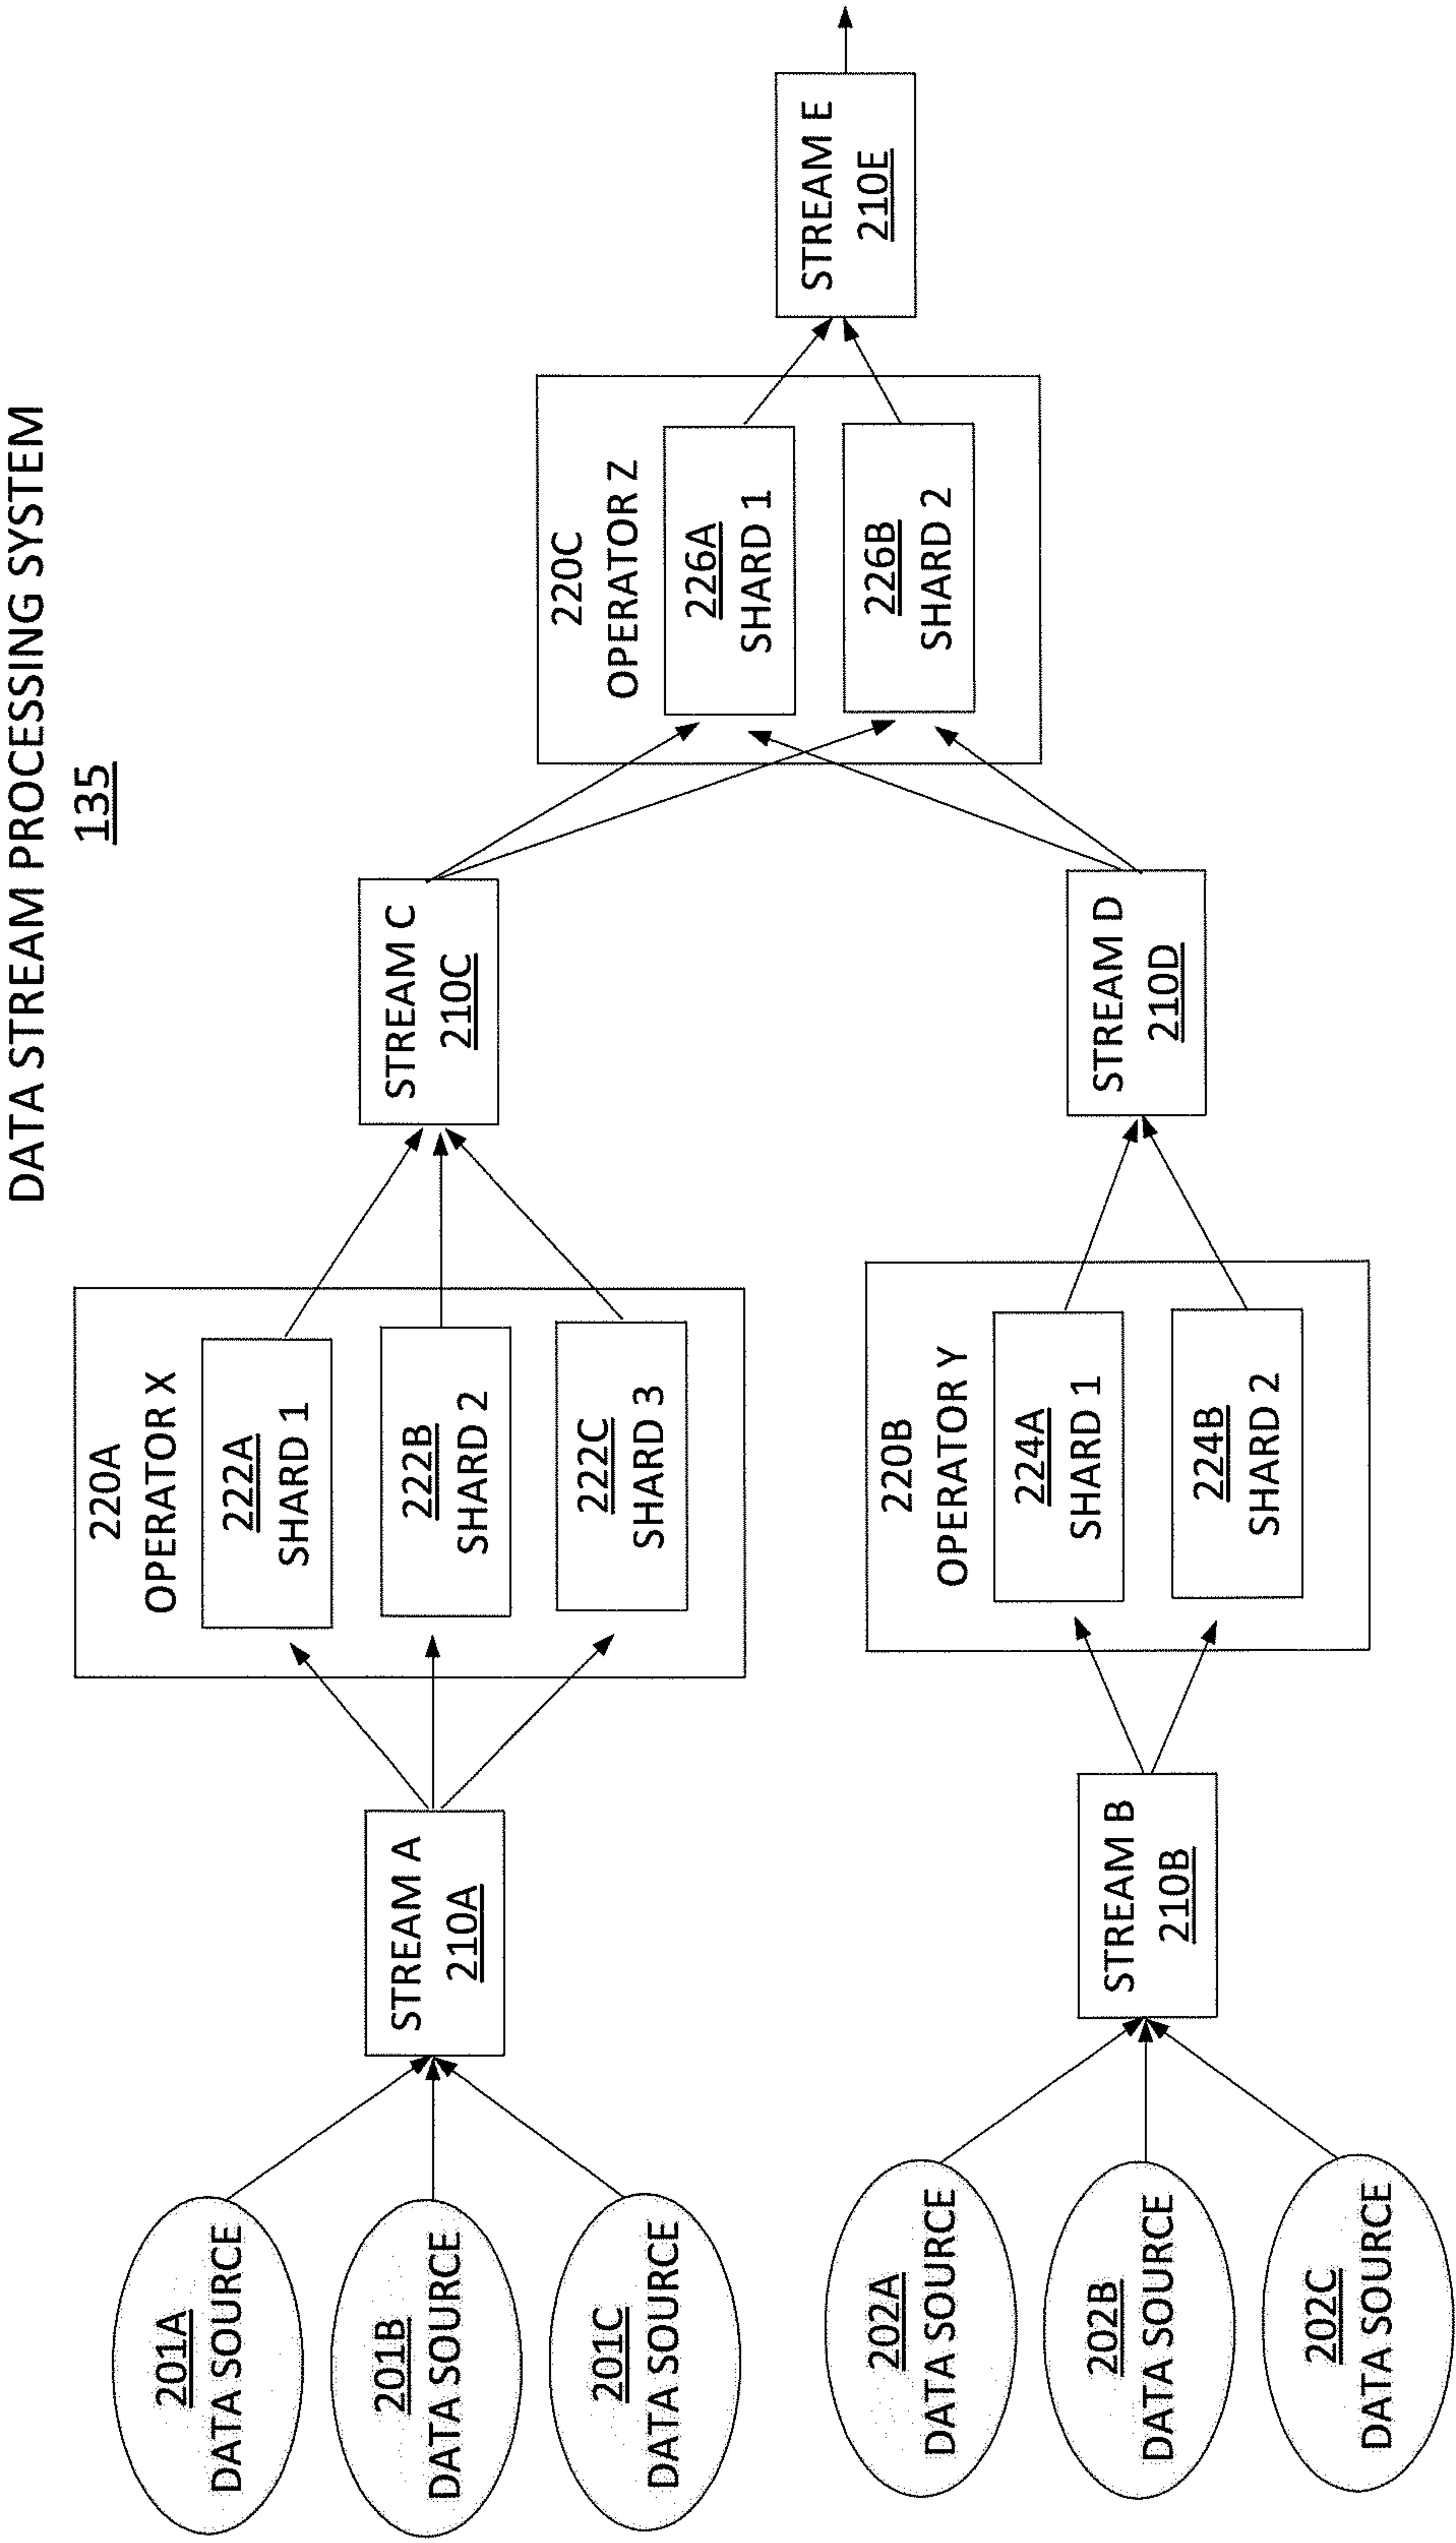 DATA STREAM PROCESSING SYSTEM
135
201A
DATA SOURCE
201B
DATA SOURCE
201C
DATA SOURCE
STREAM A
210A
220A
OPERATOR X
222A
SHARD 1
222B
SHARD 2
222C
SHARD 3
STREAM C
210C
202A
DATA SOURCE
202B
DATA SOURCE
202C
DATA SOURCE
STREAM B
210B
220B
OPERATOR Y
224A
SHARD 1
224B
SHARD 2
STREAM D
210D
220C
OPERATOR Z
226A
SHARD 1
226B
SHARD 2
STREAM E
210E